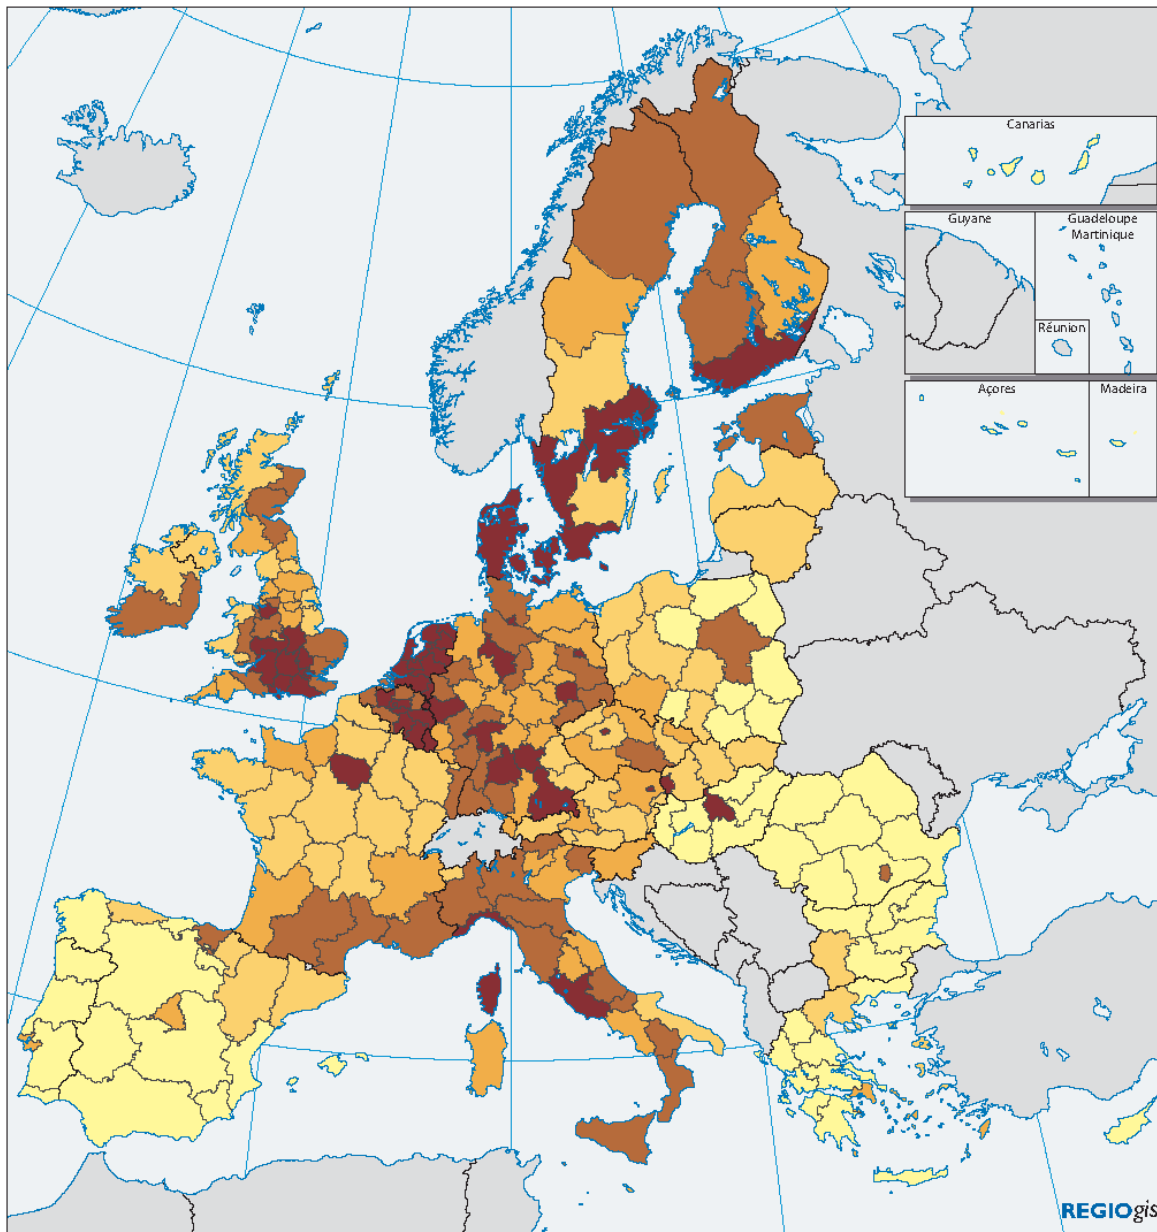 Canarias
Guyane
Guadeloupe
Martinique
Réunion
Açores
Madeira
REGIOgis